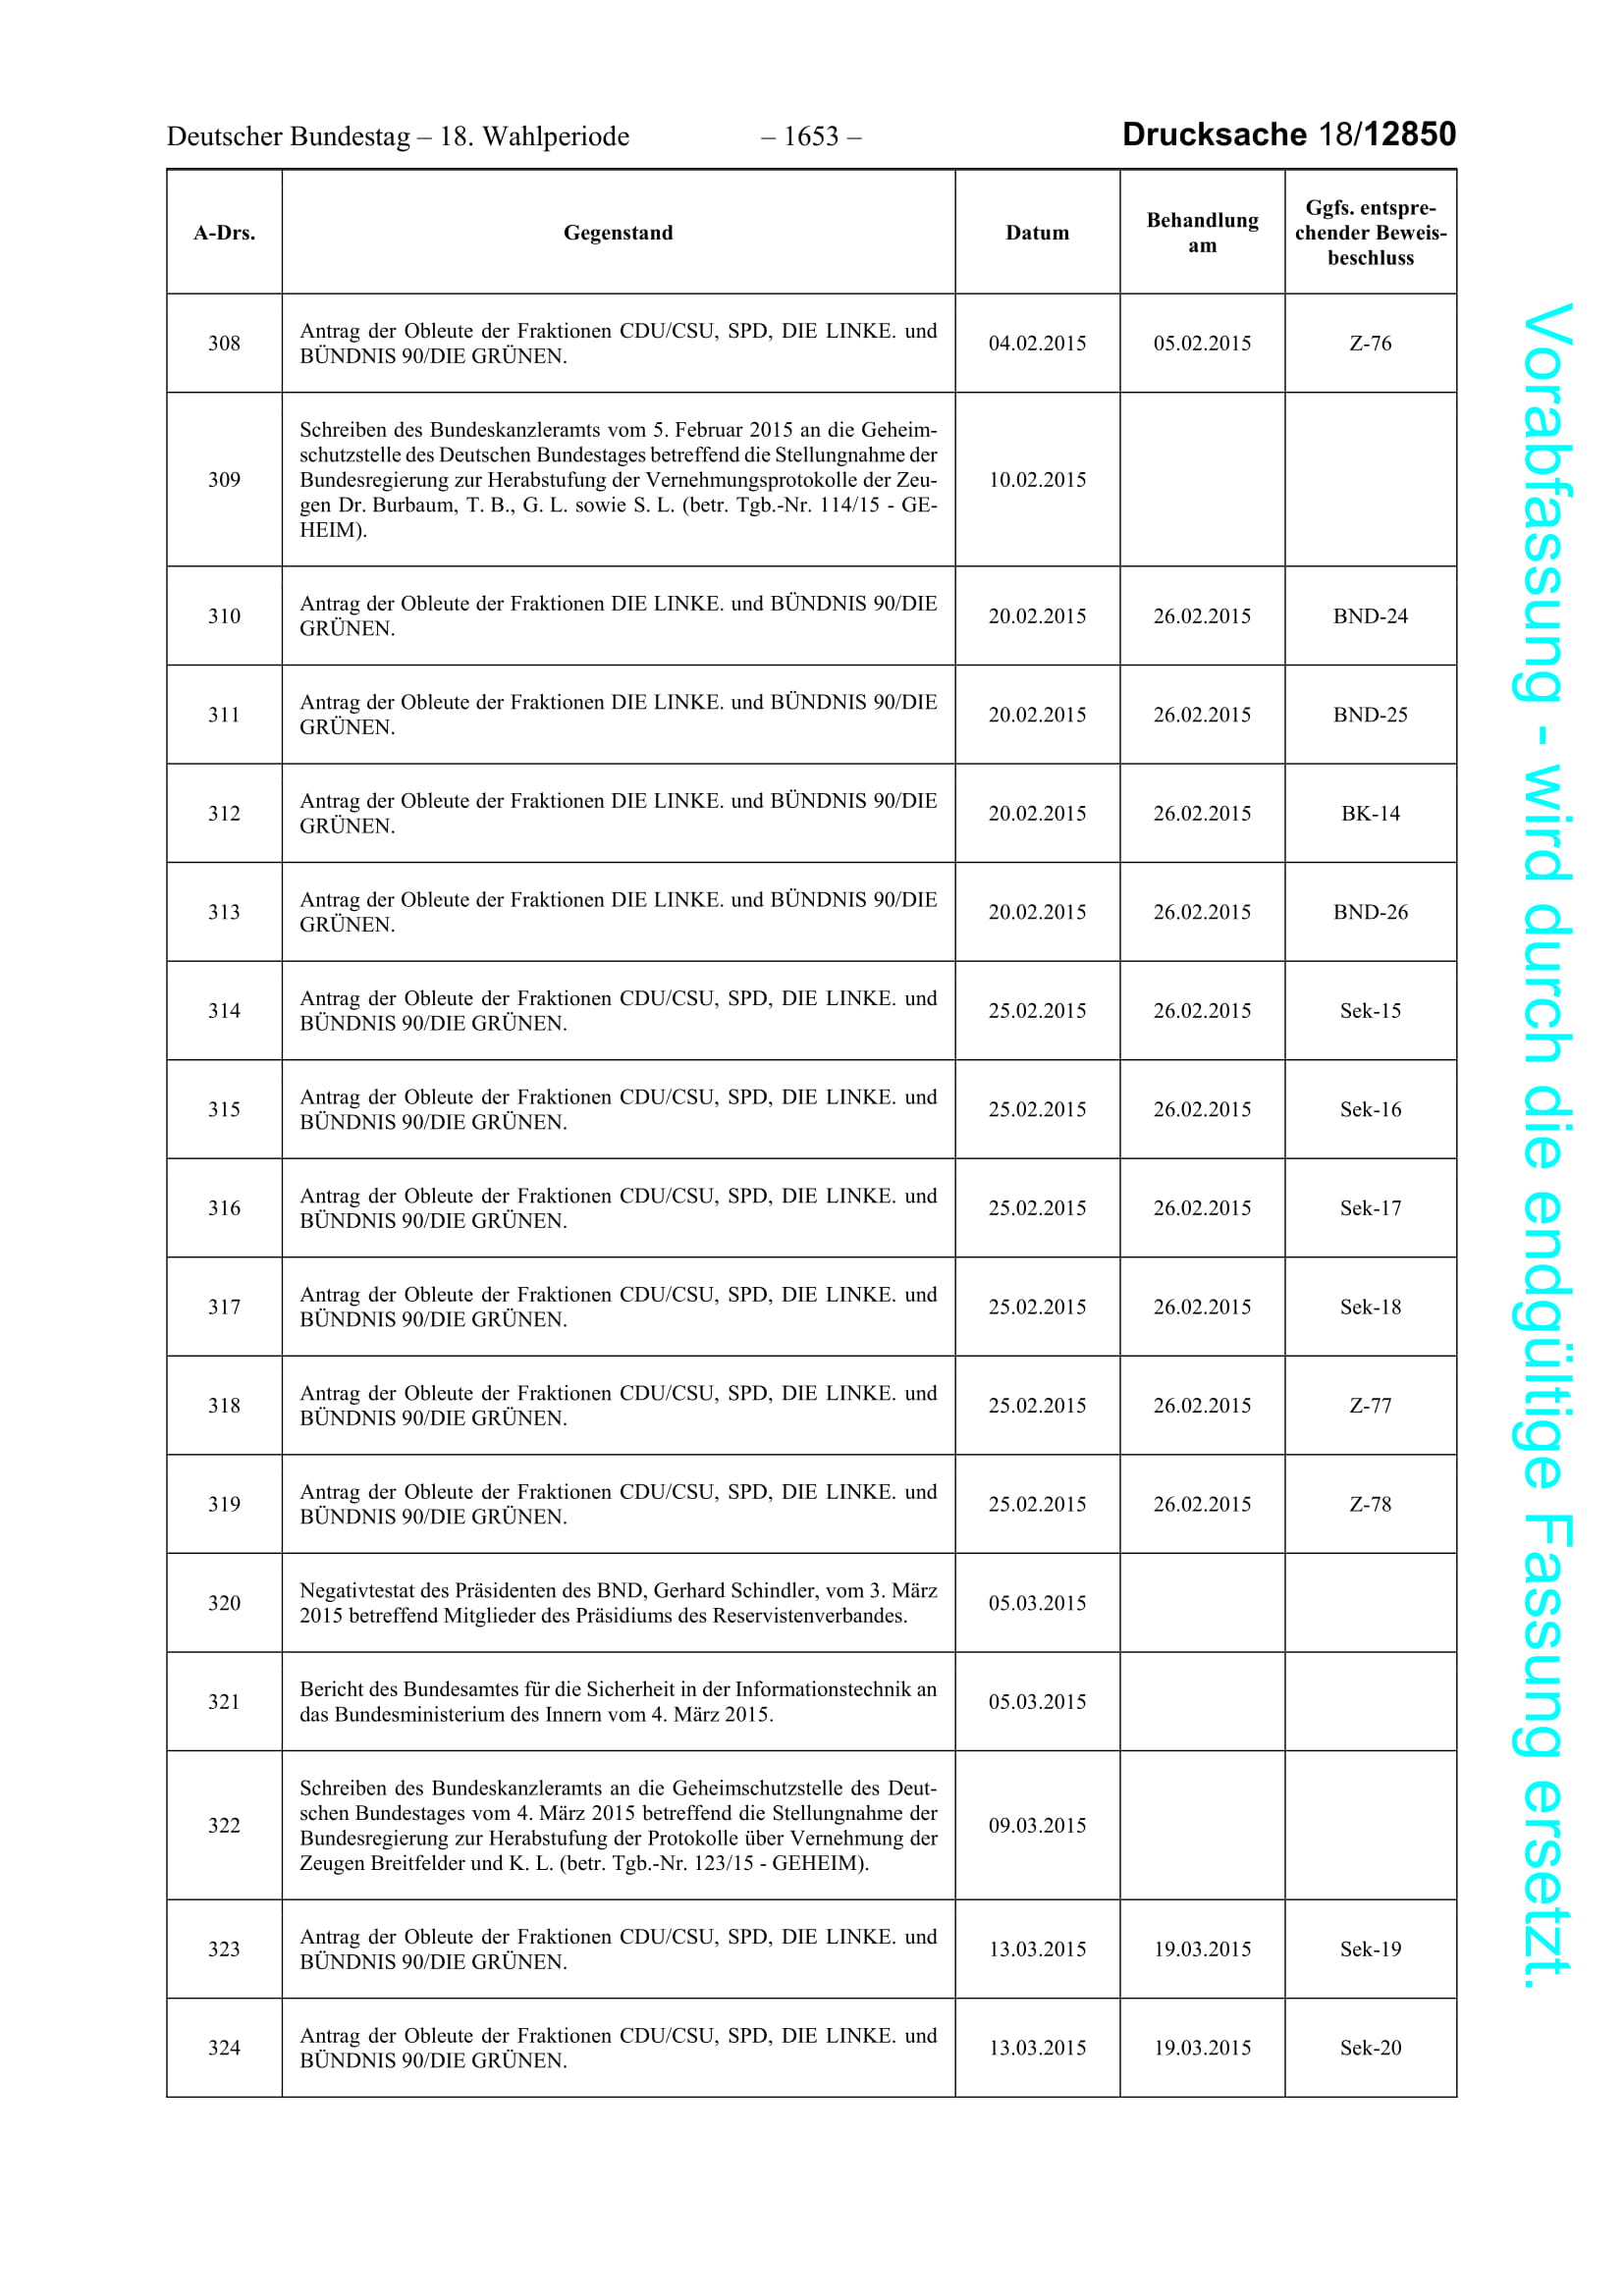 Deutscher Bundestag – 18. Wahlperiode – 1653 – Drucksache 18/12850
A-Drs. Gegenstand Datum Behandlung am Ggfs. entspre-
chender Beweis-
beschluss
308 Antrag der Obleute der Fraktionen CDU/CSU, SPD, DIE LINKE. und
BÜNDNIS 90/DIE GRÜNEN. 04.02.2015 05.02.2015 Z-76
309 Schreiben des Bundeskanzleramts vom 5. Februar 2015 an die Geheim-
schutzstelle des Deutschen Bundestages betreffend die Stellungnahme der
Bundesregierung zur Herabstufung der Vernehmungsprotokolle der Zeu-
gen Dr. Burbaum, T. B., G. L. sowie S. L. (betr. Tgb.-Nr. 114/15 - GE-
HEIM). 10.02.2015
310 Antrag der Obleute der Fraktionen DIE LINKE. und BÜNDNIS 90/DIE
GRÜNEN. 20.02.2015 26.02.2015 BND-24
311 Antrag der Obleute der Fraktionen DIE LINKE. und BÜNDNIS 90/DIE
GRÜNEN. 20.02.2015 26.02.2015 BND-25
312 Antrag der Obleute der Fraktionen DIE LINKE. und BÜNDNIS 90/DIE
GRÜNEN. 20.02.2015 26.02.2015 BK-14
313 Antrag der Obleute der Fraktionen DIE LINKE. und BÜNDNIS 90/DIE
GRÜNEN. 20.02.2015 26.02.2015 BND-26
314 Antrag der Obleute der Fraktionen CDU/CSU, SPD, DIE LINKE. und
BÜNDNIS 90/DIE GRÜNEN. 25.02.2015 26.02.2015 Sek-15
315 Antrag der Obleute der Fraktionen CDU/CSU, SPD, DIE LINKE. und
BÜNDNIS 90/DIE GRÜNEN. 25.02.2015 26.02.2015 Sek-16
316 Antrag der Obleute der Fraktionen CDU/CSU, SPD, DIE LINKE. und
BÜNDNIS 90/DIE GRÜNEN. 25.02.2015 26.02.2015 Sek-17
317 Antrag der Obleute der Fraktionen CDU/CSU, SPD, DIE LINKE. und
BÜNDNIS 90/DIE GRÜNEN. 25.02.2015 26.02.2015 Sek-18
318 Antrag der Obleute der Fraktionen CDU/CSU, SPD, DIE LINKE. und
BÜNDNIS 90/DIE GRÜNEN. 25.02.2015 26.02.2015 Z-77
319 Antrag der Obleute der Fraktionen CDU/CSU, SPD, DIE LINKE. und
BÜNDNIS 90/DIE GRÜNEN. 25.02.2015 26.02.2015 Z-78
320 Negativtestat des Präsidenten des BND, Gerhard Schindler, vom 3. März
2015 betreffend Mitglieder des Präsidiums des Reservistenverbandes. 05.03.2015
321 Bericht des Bundesamtes für die Sicherheit in der Informationstechnik an
das Bundesministerium des Innern vom 4. März 2015. 05.03.2015
322 Schreiben des Bundeskanzleramts an die Geheimschutzstelle des Deut-
schen Bundestages vom 4. März 2015 betreffend die Stellungnahme der
Bundesregierung zur Herabstufung der Protokolle über Vernehmung der
Zeugen Breitfelder und K. L. (betr. Tgb.-Nr. 123/15 - GEHEIM). 09.03.2015
323 Antrag der Obleute der Fraktionen CDU/CSU, SPD, DIE LINKE. und
BÜNDNIS 90/DIE GRÜNEN. 13.03.2015 19.03.2015 Sek-19
324 Antrag der Obleute der Fraktionen CDU/CSU, SPD, DIE LINKE. und
BÜNDNIS 90/DIE GRÜNEN. 13.03.2015 19.03.2015 Sek-20
Vorabfassung - wird durch die endgültige Fassung ersetzt.